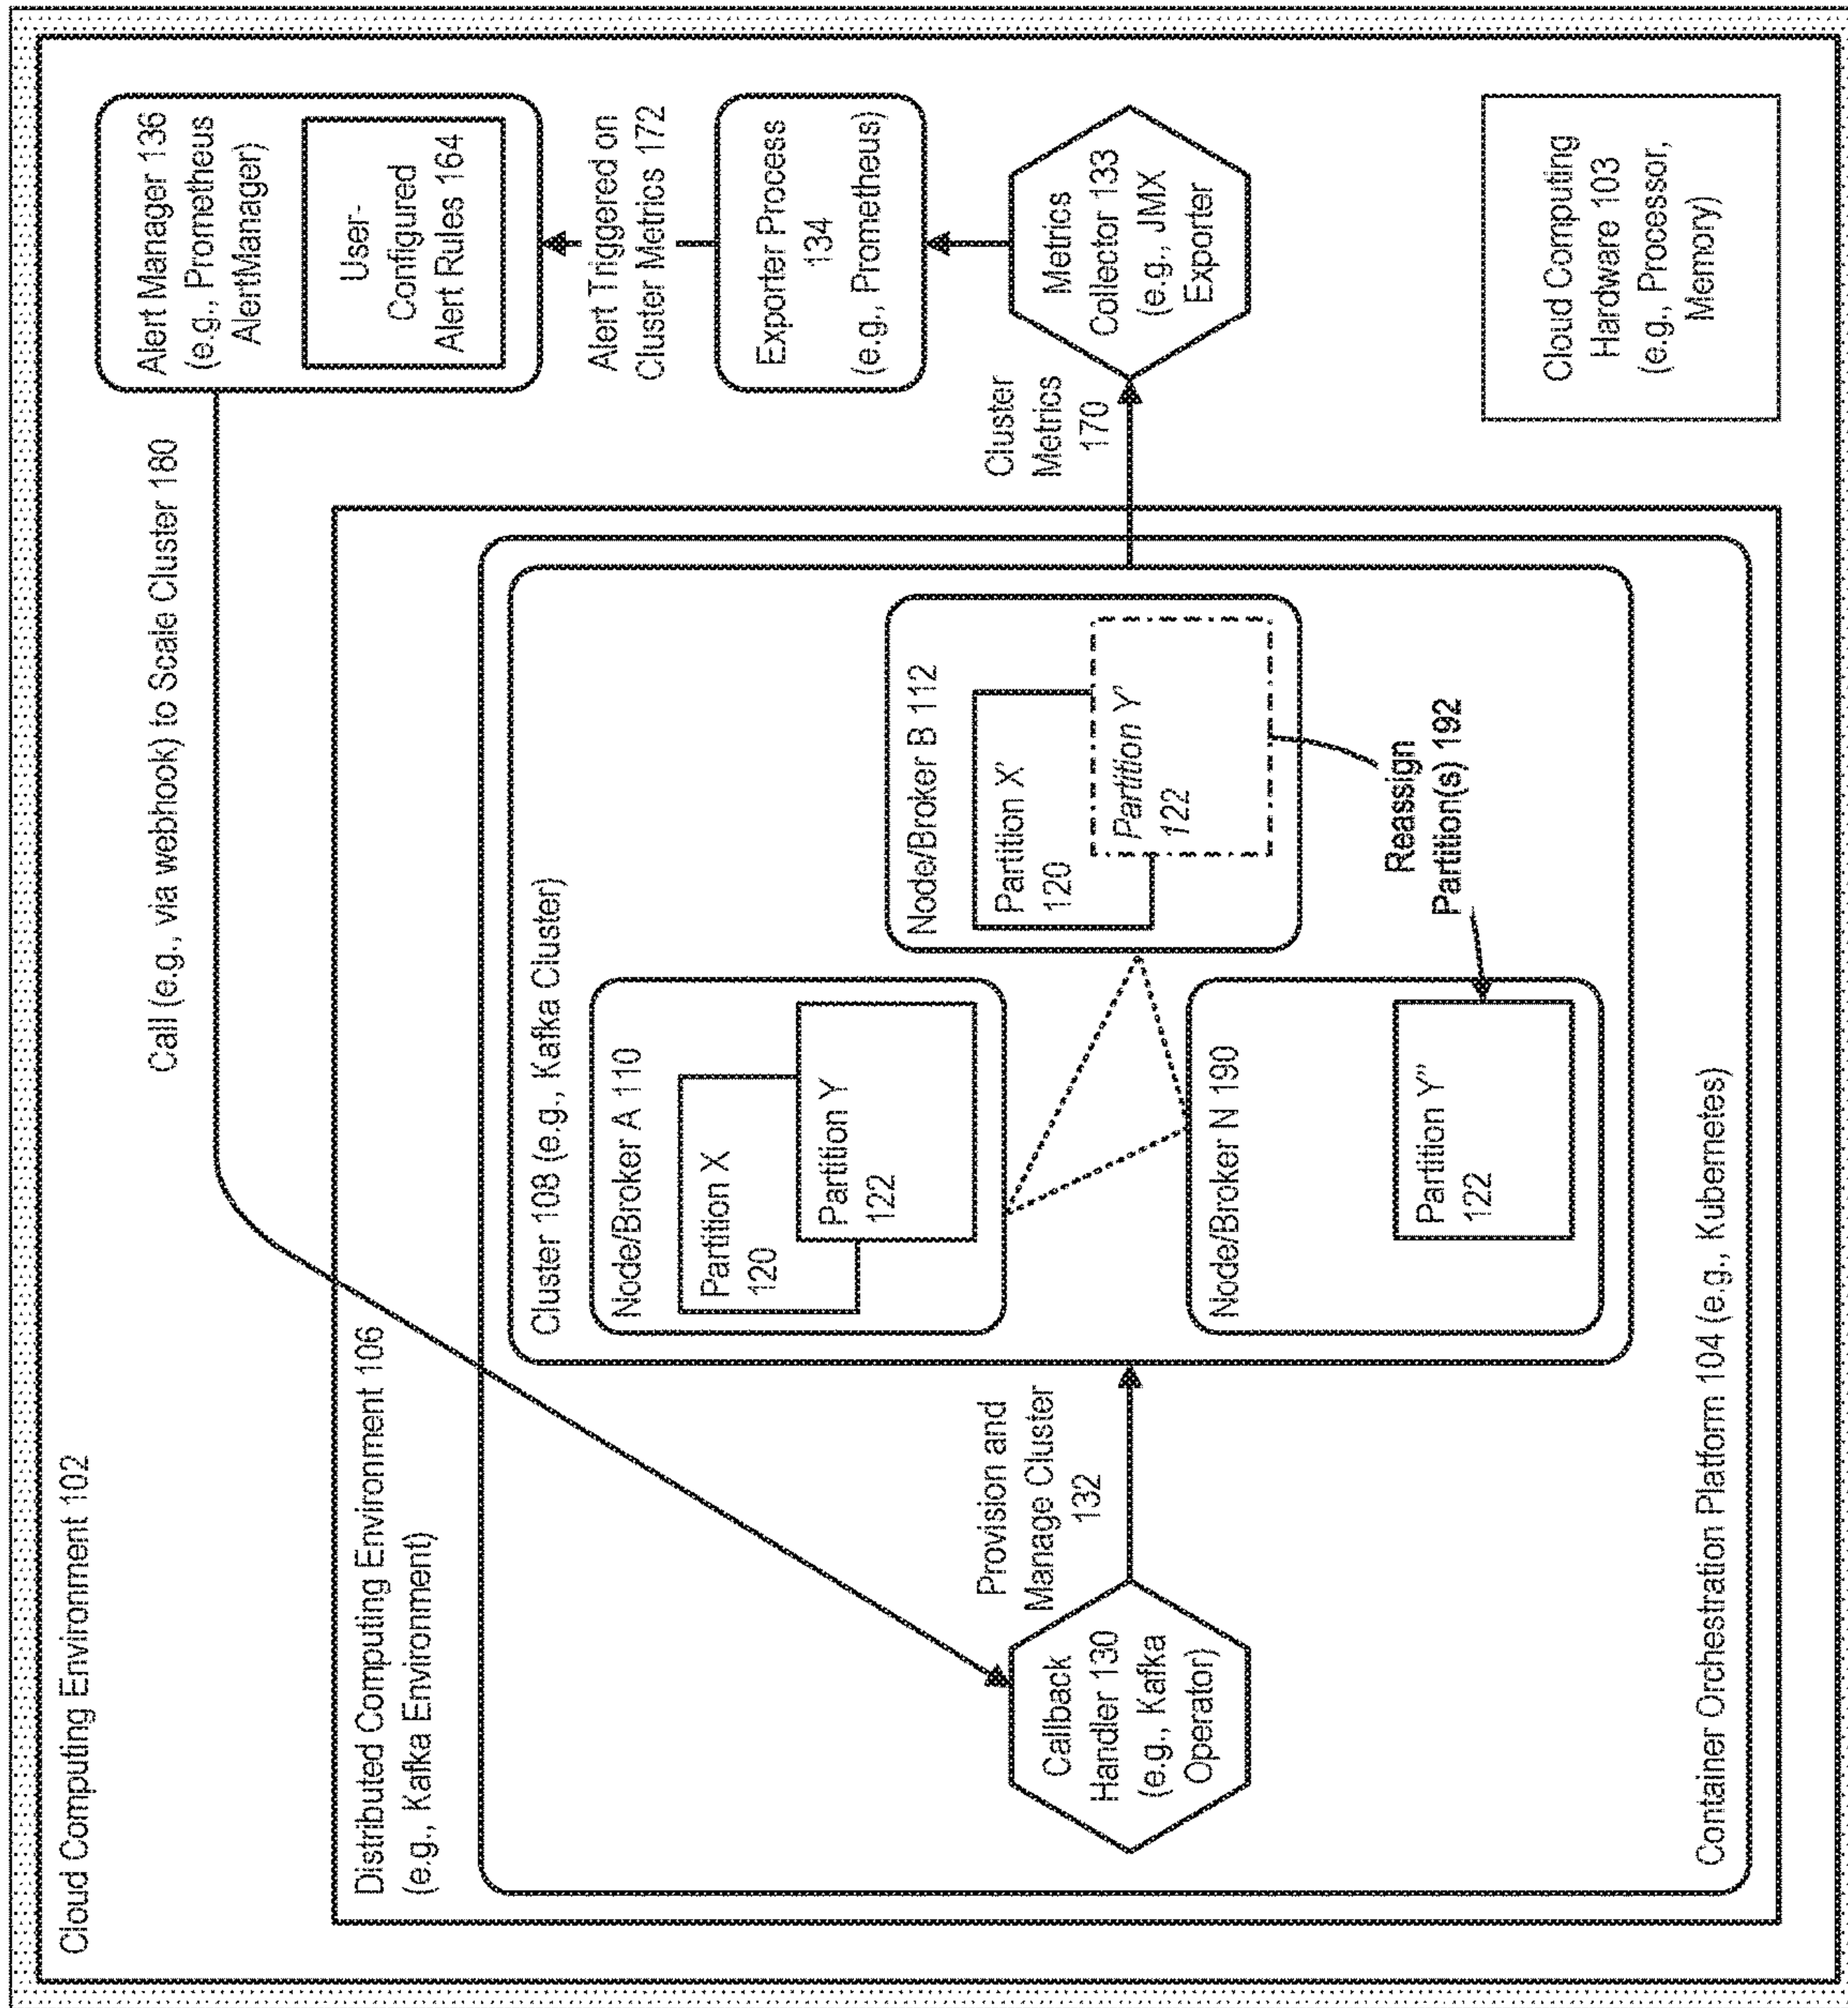 Cloud Computing Environment 102
Call (e.g., via webhook) to Scale Cluster 180
Alert Manager 136
(e.g., Prometheus
AlertManager)
User-
Configured
Alert Rules 164
Alert Triggered on
Cluster Metrics 172
Exporter Process
134
(e.g., Prometheus)
Metrics
Collector 133
(e.g., JMX
Exporter
Cluster
Metrics
170
Cloud Computing
Hardware 103
(e.g., Processor,
Memory)
Distributed Computing Environment 106
(e.g., Kafka Environment)
Cluster 108 (e.g., Kafka Cluster)
Node/Broker A 110
Partition X
120
Partition Y
122
Node/Broker B 112
Partition X'
120
Partition Y'
122
Reassign
Partition(s) 192
Node/Broker N 190
Partition Y"
122
Provision and
Manage Cluster
132
Callback
Handler 130
(e.g., Kafka
Operator)
Container Orchestration Platform 104 (e.g., Kubernetes)